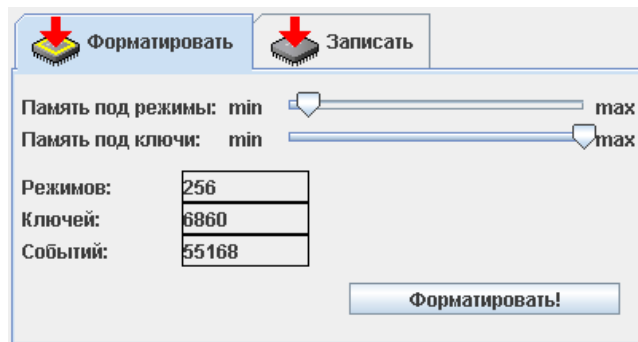 Форматировать Записать
Память под режимы: min max
Память под ключи: min max
Режимов: 256
Ключей: 6860
Событий: 55168
Форматировать!